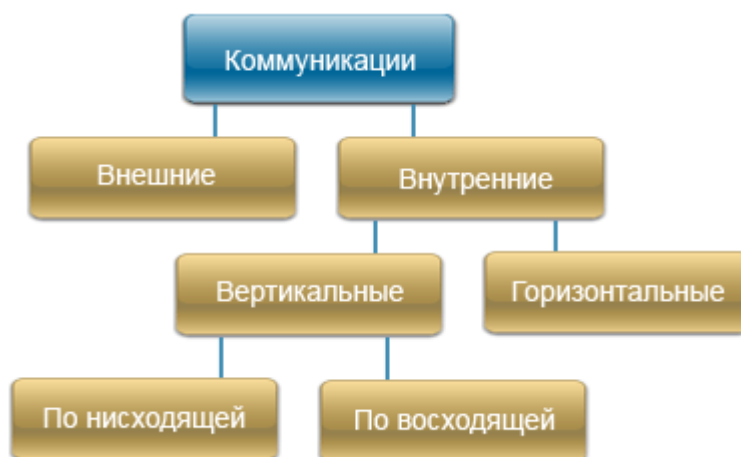 Коммуникации
Внешние
Внутренние
Вертикальные
Горизонтальные
По нисходящей
По восходящей